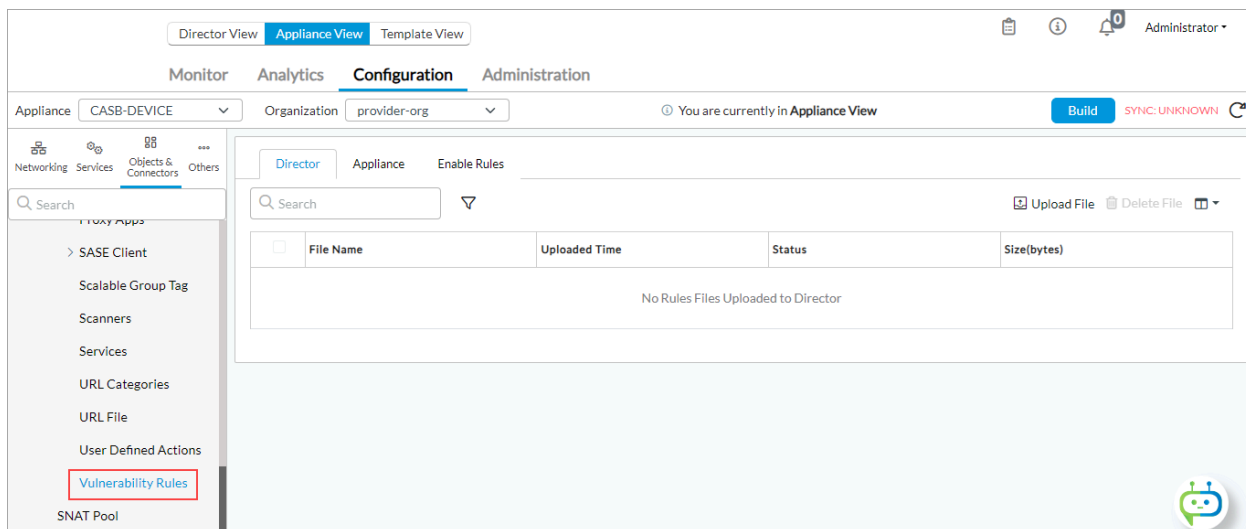 Director View Appliance View Template View
0
Administrator
Monitor Analytics Configuration Administration
Appliance CASB-DEVICE Organization provider-org You are currently in Appliance View Build SYNC: UNKNOWN
Networking Services Objects & Connectors Others
Director Appliance Enable Rules
Search
Search
Upload File Delete File
Proxy Apps
SASE Client
Scalable Group Tag
Scanners
Services
URL Categories
URL File
User Defined Actions
Vulnerability Rules
SNAT Pool
File Name Uploaded Time Status Size(bytes)
No Rules Files Uploaded to Director